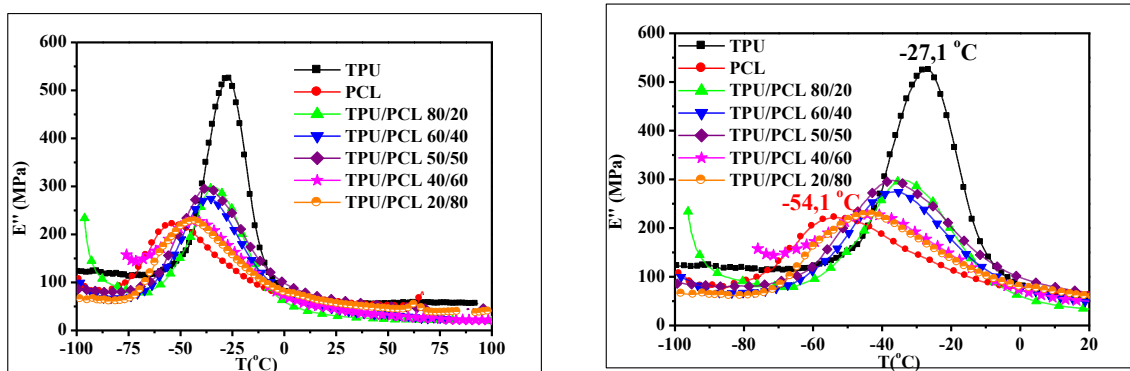 600
500
400
300
200
100
0
E'' (MPa)
-100 -75 -50 -25 0 25 50 75 100
T(°C)
TPU
PCL
TPU/PCL 80/20
TPU/PCL 60/40
TPU/PCL 50/50
TPU/PCL 40/60
TPU/PCL 20/80
600
500
400
300
200
100
0
E'' (MPa)
-100 -80 -60 -40 -20 0 20
T(°C)
TPU
PCL
TPU/PCL 80/20
TPU/PCL 60/40
TPU/PCL 50/50
TPU/PCL 40/60
TPU/PCL 20/80
-27,1 °C
-54,1 °C